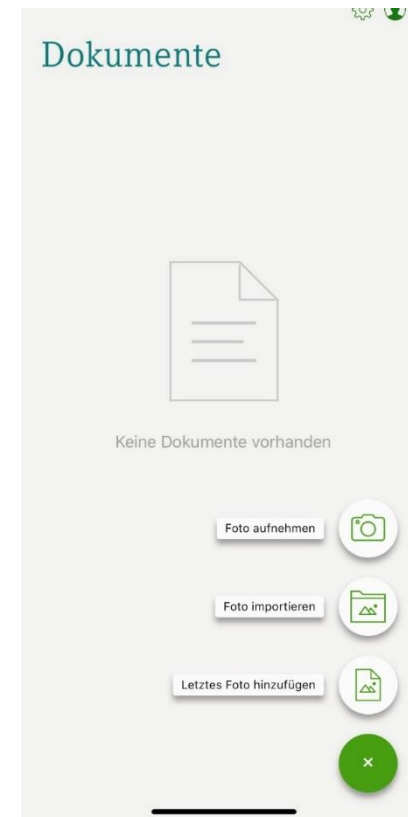 Dokumente
Keine Dokumente vorhanden
Foto aufnehmen
Foto importieren
Letztes Foto hinzufügen